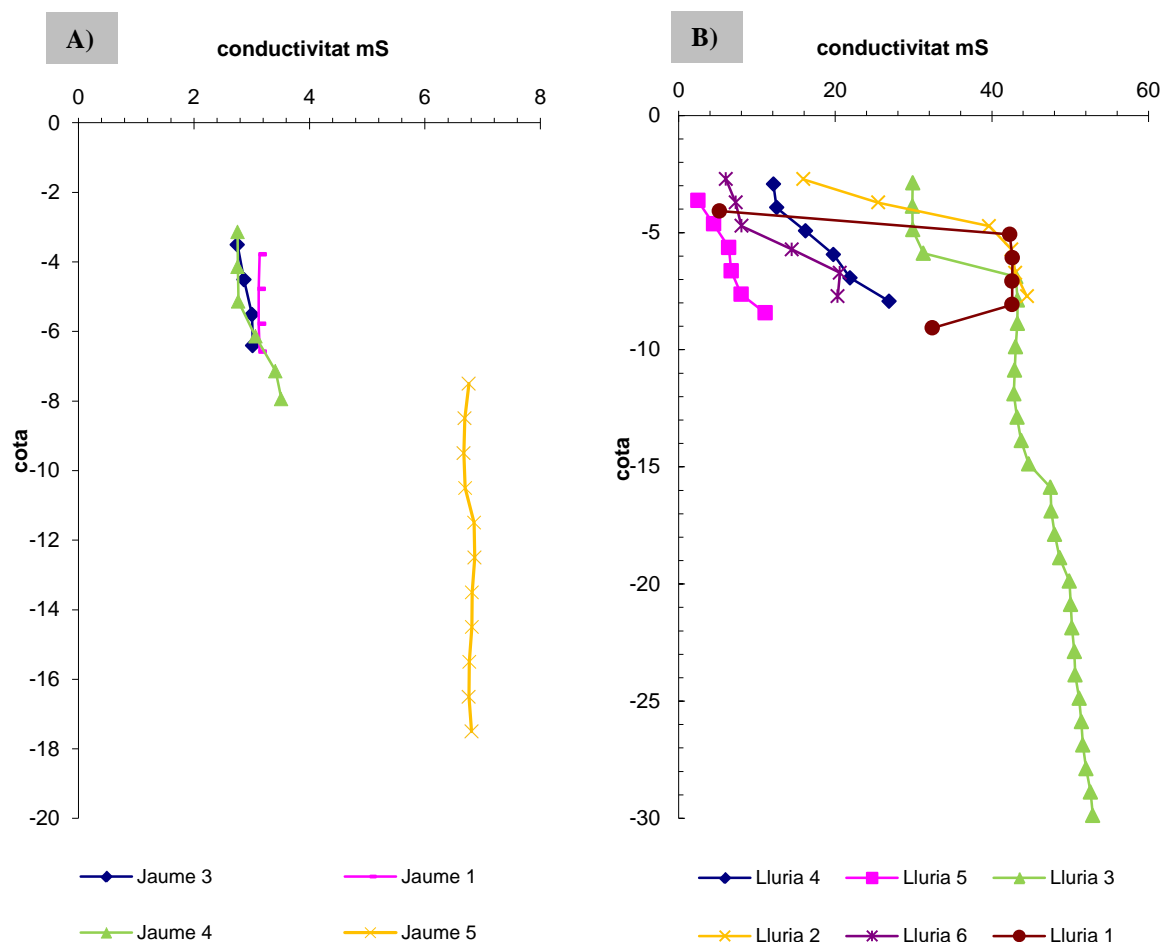 A)
conductivitat mS
0 2 4 6 8
0
-2
-4
-6
-8
-10
-12
-14
-16
-18
-20
cota
Jaume 3 Jaume 1
Jaume 4 Jaume 5
B)
conductivitat mS
0 20 40 60
0
-5
-10
-15
-20
-25
-30
cota
Lluria 4 Lluria 5 Lluria 3
Lluria 2 Lluria 6 Lluria 1